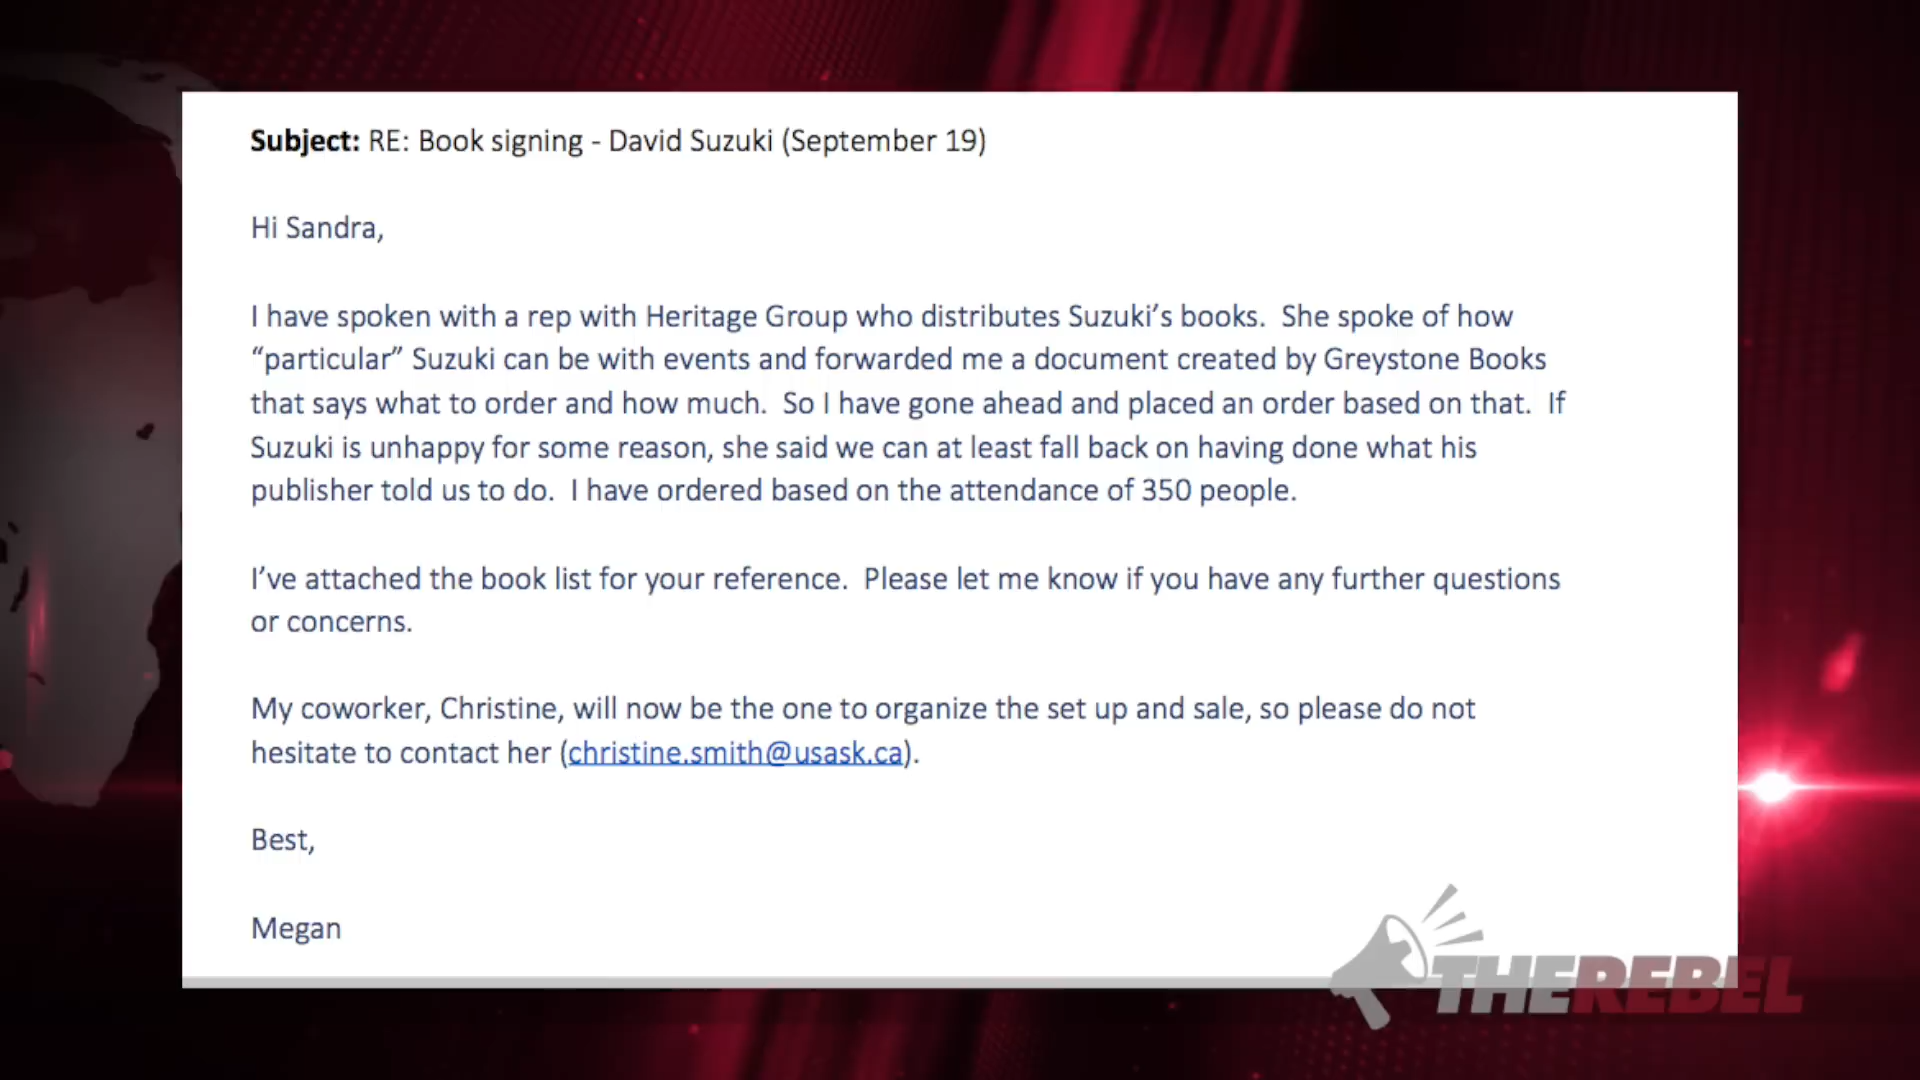 Subject: RE: Book signing - David Suzuki (September 19)
Hi Sandra,
I have spoken with a rep with Heritage Group who distributes Suzuki’s books.  She spoke of how
“particular” Suzuki can be with events and forwarded me a document created by Greystone Books
that says what to order and how much.  So I have gone ahead and placed an order based on that.  If
Suzuki is unhappy for some reason, she said we can at least fall back on having done what his
publisher told us to do.  I have ordered based on the attendance of 350 people.
I’ve attached the book list for your reference.  Please let me know if you have any further questions
or concerns.
My coworker, Christine, will now be the one to organize the set up and sale, so please do not
hesitate to contact her (christine.smith@usask.ca).
Best,
Megan
THEREBEL